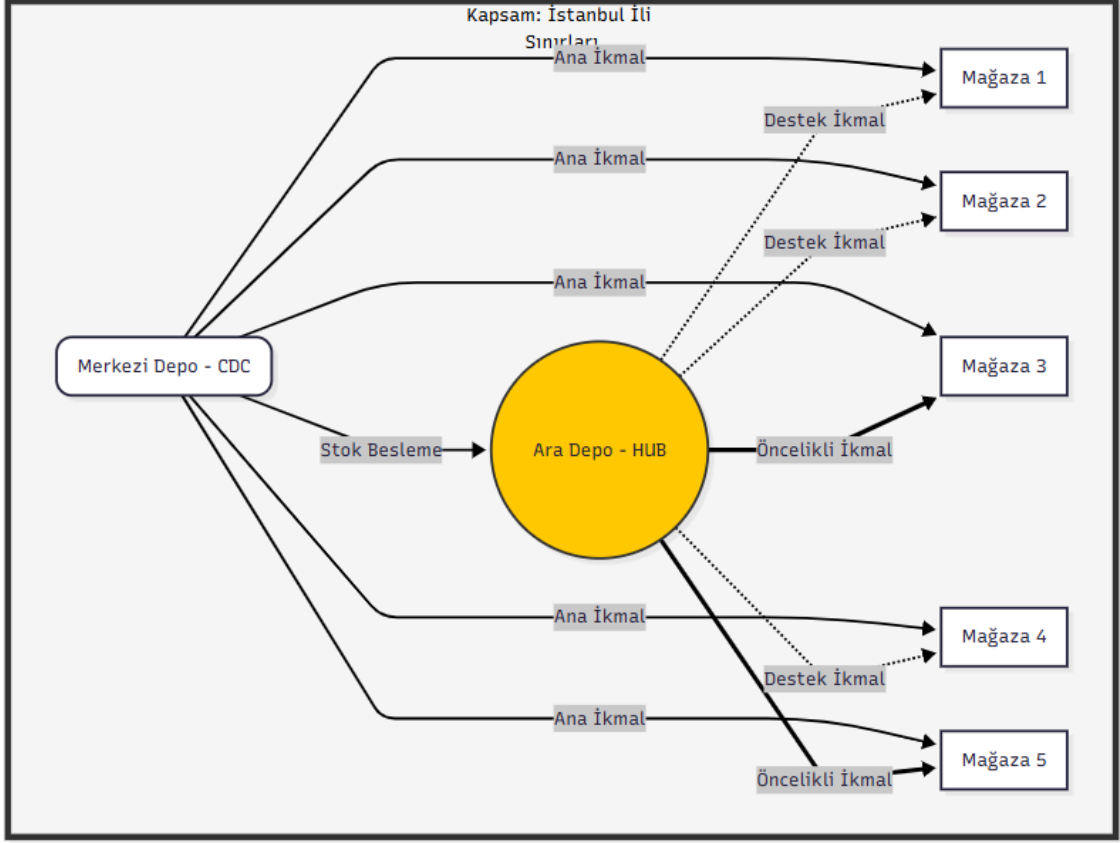 Kapsam: İstanbul İli
Sınırları
Ana İkmal
Mağaza 1
Destek İkmal
Ana İkmal
Mağaza 2
Destek İkmal
Ana İkmal
Merkezi Depo - CDC
Mağaza 3
Stok Besleme
Ara Depo - HUB
Öncelikli İkmal
Ana İkmal
Mağaza 4
Destek İkmal
Ana İkmal
Mağaza 5
Öncelikli İkmal